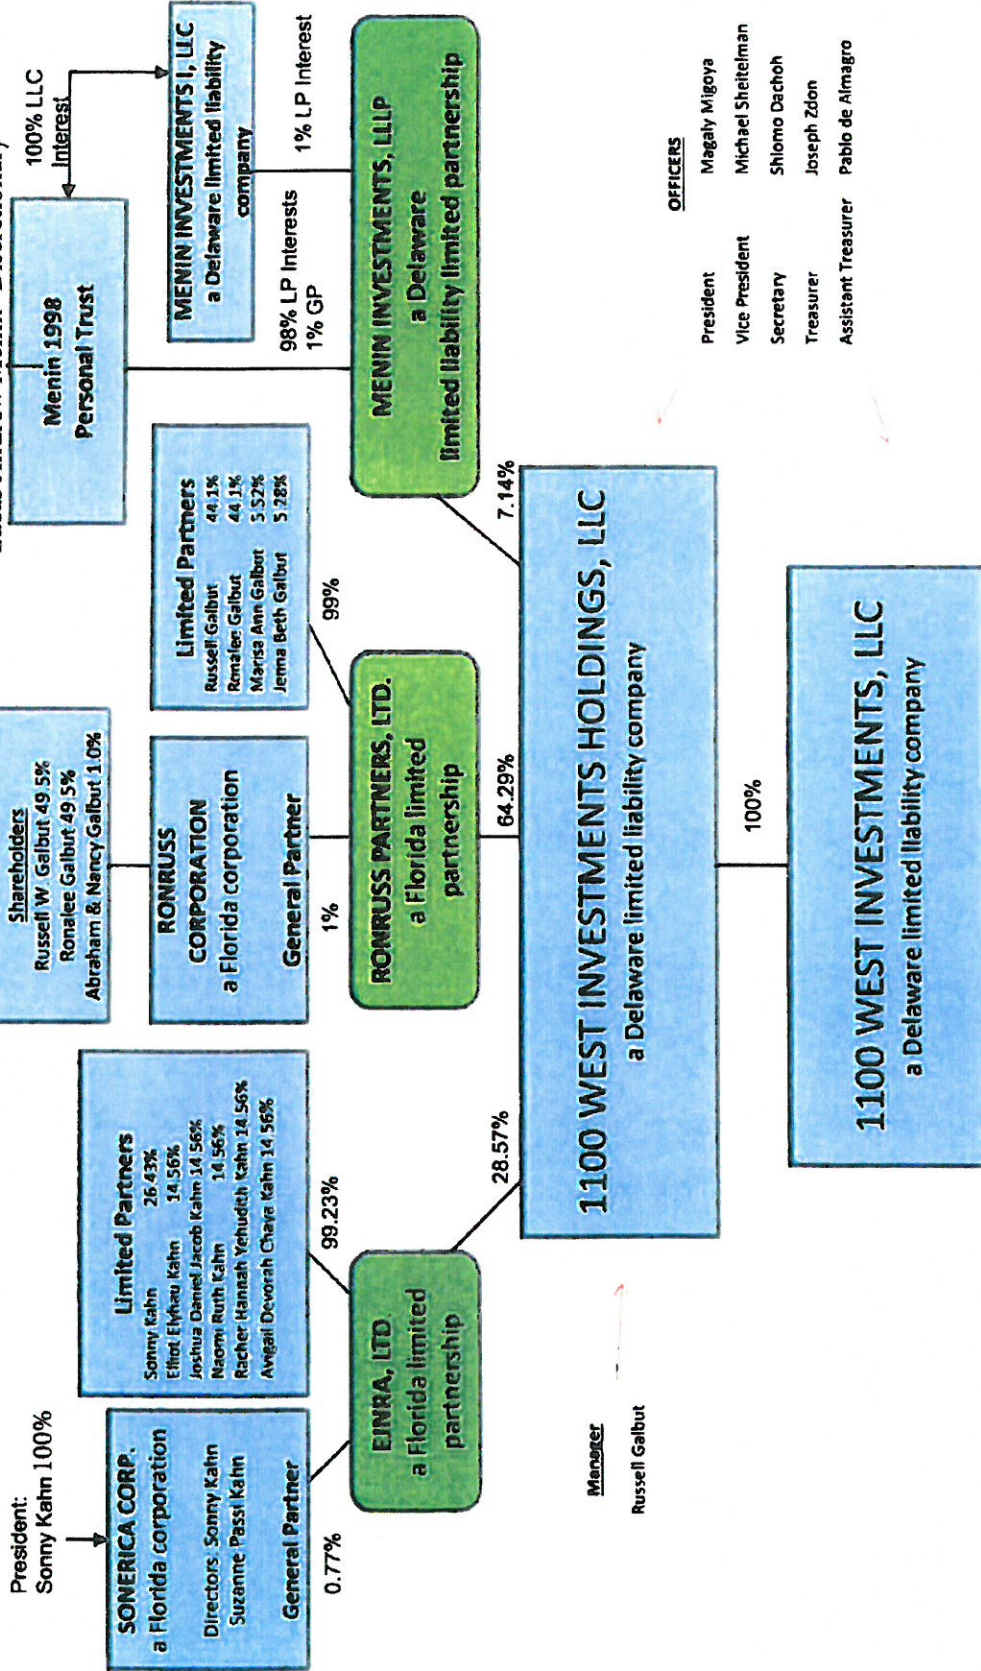 President:
Sonny Kahn 100%
SONERICA CORP.
a Florida corporation
Directors Sonny Kahn
Suzanne Passi Kahn
General Partner
0.77%
Limited Partners
Sonny Kahn 26.43%
Elliot Elyhau Kahn 14.56%
Joshua Daniel Jacob Kahn 14.56%
Naomi Ruth Kahn 14.56%
Racher Hannah Yehudith Kahn 14.56%
Avigail Devorah Chaya Kahn 14.56%
99.23%
EINRA, LTD.
a Florida limited
partnership
28.57%
Shareholders
Russell W. Galbut 49.5%
Ronalee Galburt 49.5%
Abraham & Nancy Galbut 1.0%
RONRUSS
CORPORATION
a Florida corporation
General Partner
1%
Limited Partners
Russell Galbut 44.1%
Ronalee Galbut 44.1%
Marisa Ann Galbut 5.52%
Jenna Beth Galbut 5.28%
99%
RONRUSS PARTNERS, LTD.
a Florida limited
partnership
64.29%
Menin 1998
Personal Trust
100% LLC
Interest
MENIN INVESTMENTS I, LLC
a Delaware limited liability
company
98% LP Interests
1% GP
1% LP Interest
MENIN INVESTMENTS, LLLP
a Delaware
limited liability limited partnership
7.14%
1100 WEST INVESTMENTS HOLDINGS, LLC
a Delaware limited liability company
100%
1100 WEST INVESTMENTS, LLC
a Delaware limited liability company
Manager
Russell Galbut
OFFICERS
President Magaly Migoya
Vice President Michael Sheitelman
Secretary Shlomo Dachoh
Treasurer Joseph Zdon
Assistant Treasurer Pablo de Almagro